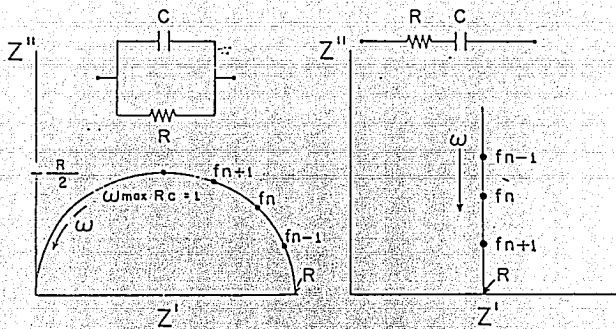 C
R
Z''
R/2
ω
ωmax RC = 1
fn+1
fn
fn-1
R
Z'
R
C
Z''
ω
fn-1
fn
fn+1
R
Z'